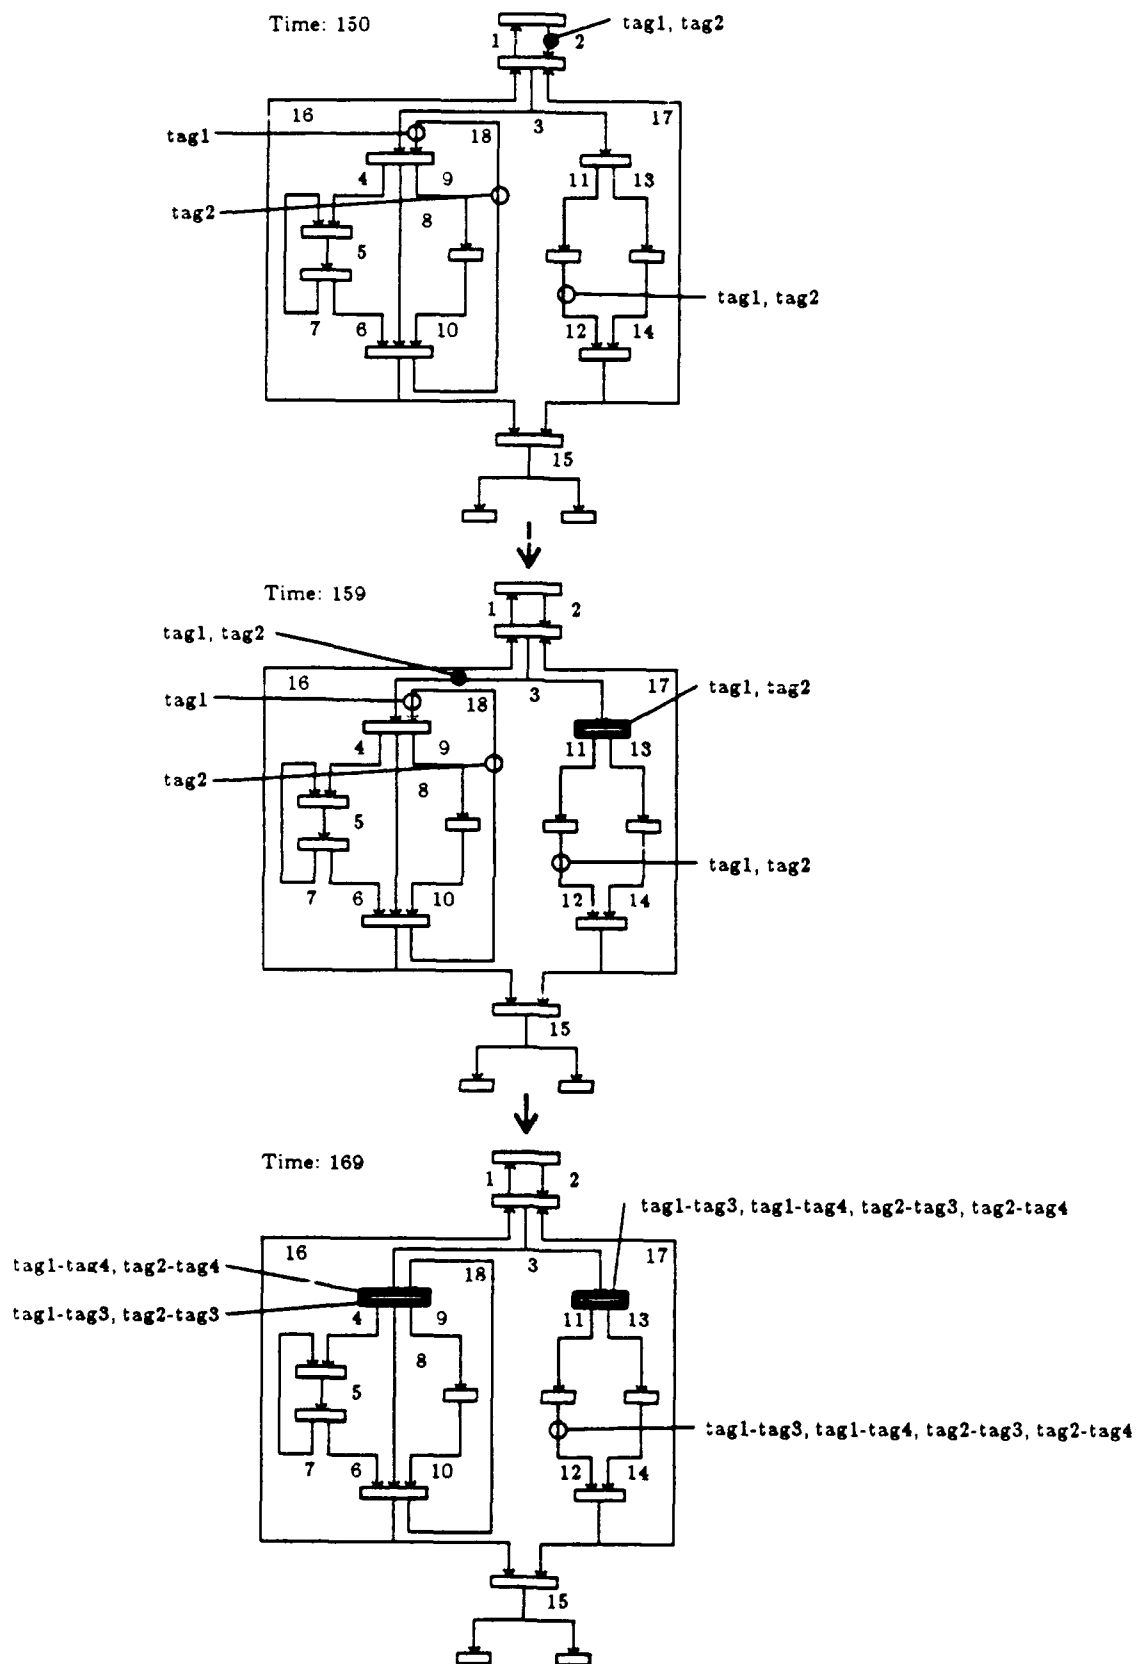 Time: 150
tag1, tag2
1 2
16 3 17
tag1 18
4 9 11 13
tag2 8
5
7 6 10 12 14
tag1, tag2
15
Time: 159
1 2
tag1, tag2
16 3 17
tag1 18 tag1, tag2
4 9 11 13
tag2 8
5
7 6 10 12 14
tag1, tag2
15
Time: 169
1 2
tag1-tag3, tag1-tag4, tag2-tag3, tag2-tag4
16 3 17
tag1-tag4, tag2-tag4 18
tag1-tag3, tag2-tag3
4 9 11 13
8
5
tag1-tag3, tag1-tag4, tag2-tag3, tag2-tag4
7 6 10 12 14
15